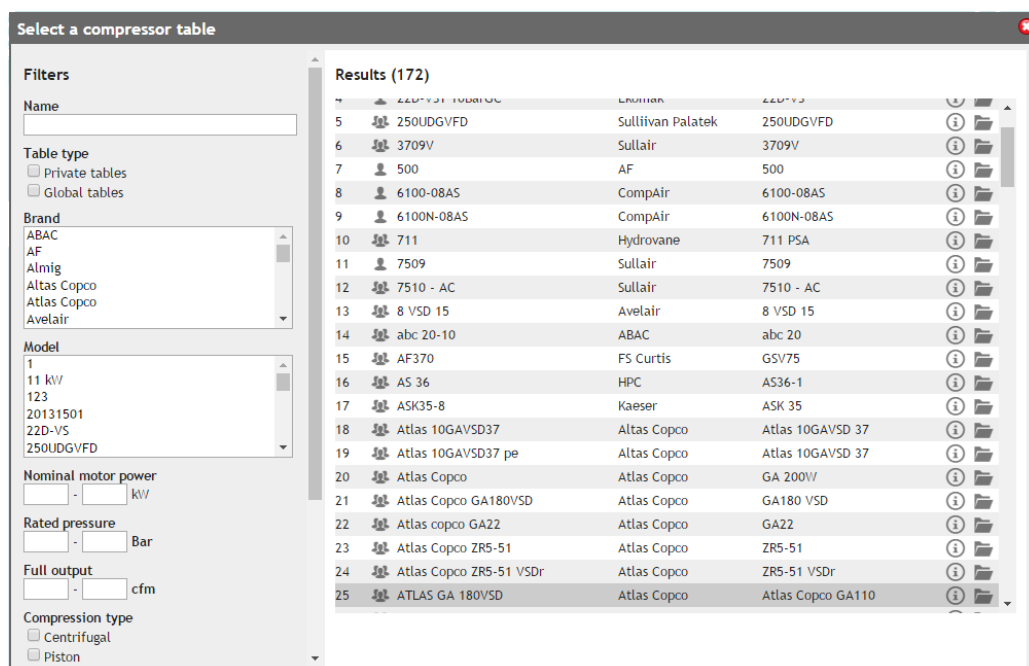 Select a compressor table
Filters
Name
Table type
Private tables
Global tables
Brand
ABAC
AF
Almig
Altas Copco
Atlas Copco
Avelair
Model
1
11 kW
123
20131501
22D-VS
250UDGVFD
Nominal motor power
- kW
Rated pressure
- Bar
Full output
- cfm
Compression type
Centrifugal
Piston
Results (172)
4 22D-VST 10BarGC Ekomak 22D-VS
5 250UDGVFD Sulliivan Palatek 250UDGVFD
6 3709V Sullair 3709V
7 500 AF 500
8 6100-08AS CompAir 6100-08AS
9 6100N-08AS CompAir 6100N-08AS
10 711 Hydrovane 711 PSA
11 7509 Sullair 7509
12 7510 - AC Sullair 7510 - AC
13 8 VSD 15 Avelair 8 VSD 15
14 abc 20-10 ABAC abc 20
15 AF370 FS Curtis GSV75
16 AS 36 HPC AS36-1
17 ASK35-8 Kaeser ASK 35
18 Atlas 10GAVSD37 Altas Copco Atlas 10GAVSD 37
19 Atlas 10GAVSD37 pe Atlas Copco Atlas 10GAVSD 37
20 Atlas Copco Atlas Copco GA 200W
21 Atlas Copco GA180VSD Atlas Copco GA180 VSD
22 Atlas copco GA22 Atlas Copco GA22
23 Atlas Copco ZR5-51 Atlas Copco ZR5-51
24 Atlas Copco ZR5-51 VSDr Atlas Copco ZR5-51 VSDr
25 ATLAS GA 180VSD Atlas Copco Atlas Copco GA110